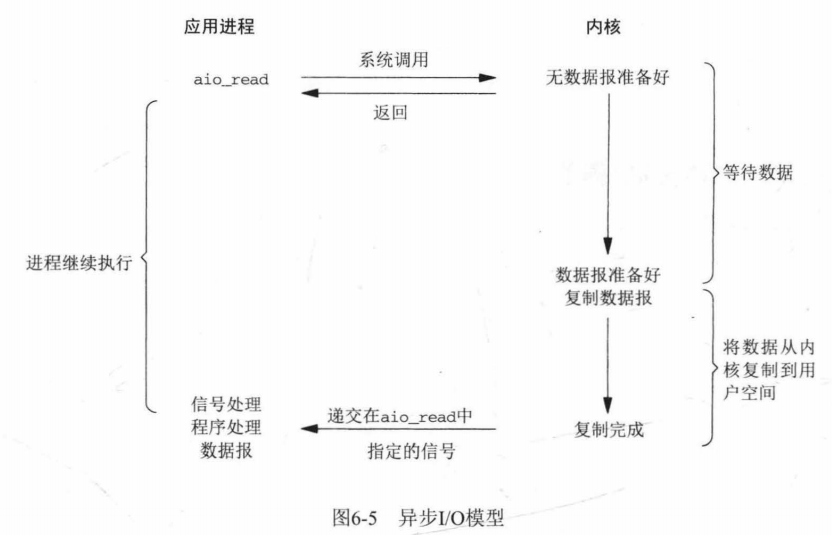 应用进程
内核
系统调用
aio_read
无数据报准备好
返回
等待数据
进程继续执行
数据报准备好
复制数据报
将数据从内
核复制到用
户空间
信号处理
程序处理
数据报
递交在aio_read中
指定的信号
复制完成
图6-5 异步I/O模型